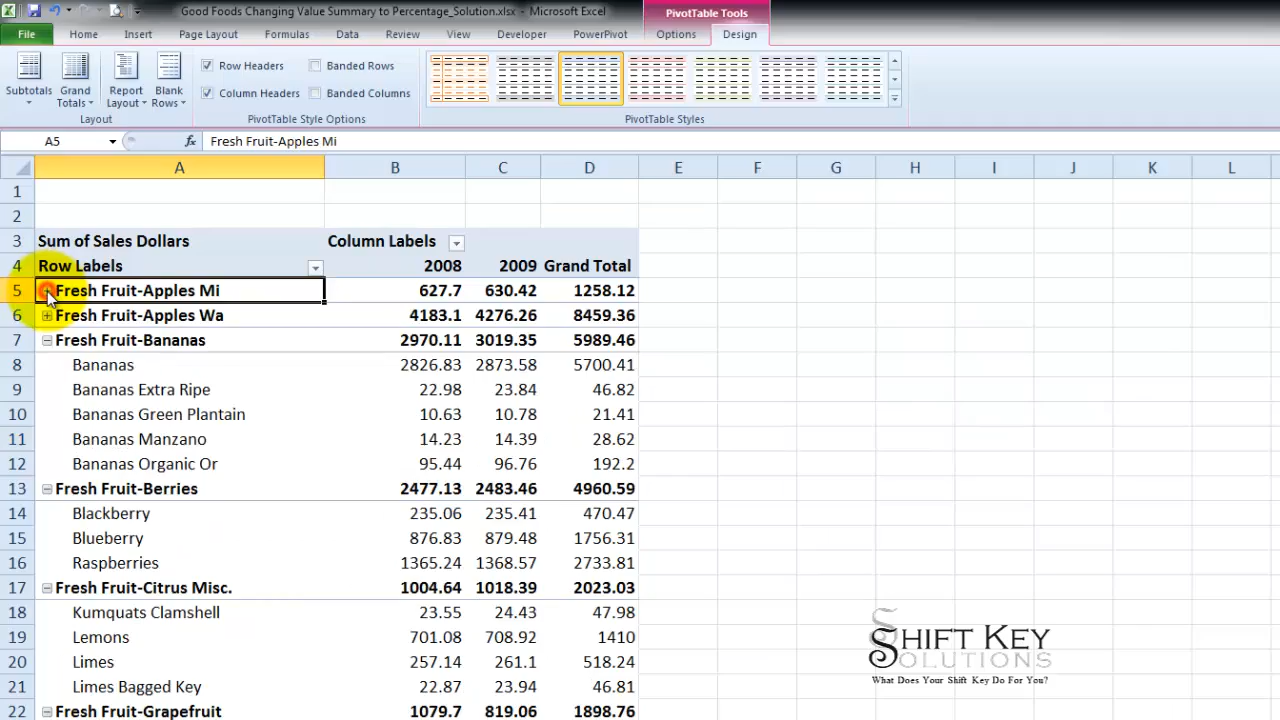 Good Foods Changing Value Summary to Percentage_Solution.xlsx - Microsoft Excel
PivotTable Tools
File Home Insert Page Layout Formulas Data Review View Developer PowerPivot Options Design
Subtotals Grand Totals Report Layout Blank Rows
Row Headers Banded Rows
Column Headers Banded Columns
Layout PivotTable Style Options PivotTable Styles
A5 fx Fresh Fruit-Apples Mi
A B C D E F G H I J K L
1
2
3 Sum of Sales Dollars Column Labels
4 Row Labels 2008 2009 Grand Total
5 Fresh Fruit-Apples Mi 627.7 630.42 1258.12
6 Fresh Fruit-Apples Wa 4183.1 4276.26 8459.36
7 Fresh Fruit-Bananas 2970.11 3019.35 5989.46
8 Bananas 2826.83 2873.58 5700.41
9 Bananas Extra Ripe 22.98 23.84 46.82
10 Bananas Green Plantain 10.63 10.78 21.41
11 Bananas Manzano 14.23 14.39 28.62
12 Bananas Organic Or 95.44 96.76 192.2
13 Fresh Fruit-Berries 2477.13 2483.46 4960.59
14 Blackberry 235.06 235.41 470.47
15 Blueberry 876.83 879.48 1756.31
16 Raspberries 1365.24 1368.57 2733.81
17 Fresh Fruit-Citrus Misc. 1004.64 1018.39 2023.03
18 Kumquats Clamshell 23.55 24.43 47.98
19 Lemons 701.08 708.92 1410
20 Limes 257.14 261.1 518.24
21 Limes Bagged Key 22.87 23.94 46.81
22 Fresh Fruit-Grapefruit 1079.7 819.06 1898.76
SHIFT KEY
SOLUTIONS
What Does Your Shift Key Do For You?